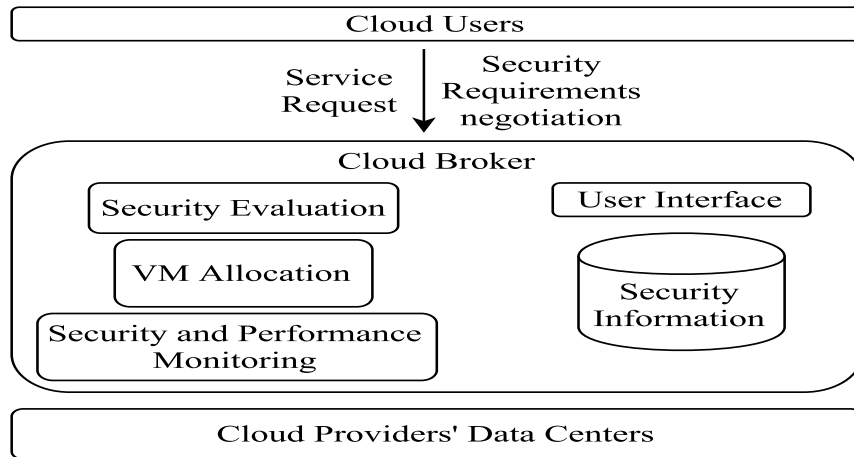 Cloud Users
Service
Request
Security
Requirements
negotiation
Cloud Broker
Security Evaluation
VM Allocation
Security and Performance
Monitoring
User Interface
Security
Information
Cloud Providers' Data Centers